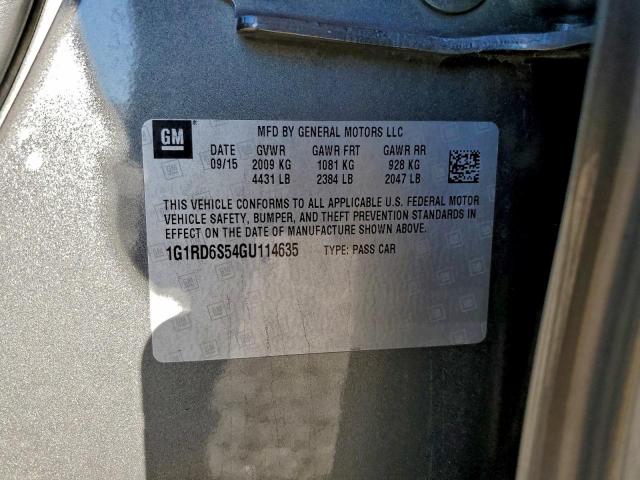 GM
MFD BY GENERAL MOTORS LLC
DATE GVWR GAWR FRT GAWR RR
09/15 2009 KG 1081 KG 928 KG
4431 LB 2384 LB 2047 LB
THIS VEHICLE CONFORMS TO ALL APPLICABLE U.S. FEDERAL MOTOR
VEHICLE SAFETY, BUMPER, AND THEFT PREVENTION STANDARDS IN
EFFECT ON THE DATE OF MANUFACTURE SHOWN ABOVE.
1G1RD6S54GU114635 TYPE: PASS CAR